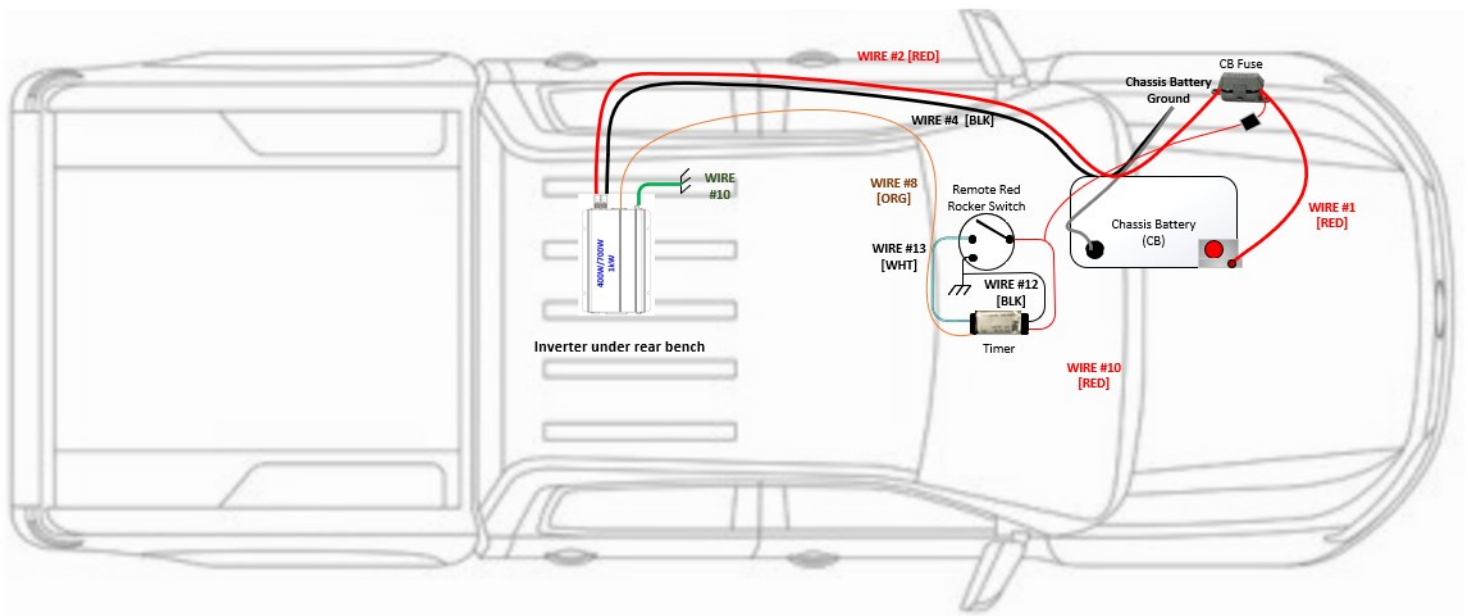 WIRE #2 [RED]
CB Fuse
Chassis Battery
Ground
WIRE #4 [BLK]
WIRE
#10
WIRE #8
[ORG]
Remote Red
Rocker Switch
WIRE #1
[RED]
Chassis Battery
(CB)
WIRE #13
[WHT]
400W/700W
1kW
WIRE #12
[BLK]
Inverter under rear bench
Timer
WIRE #10
[RED]